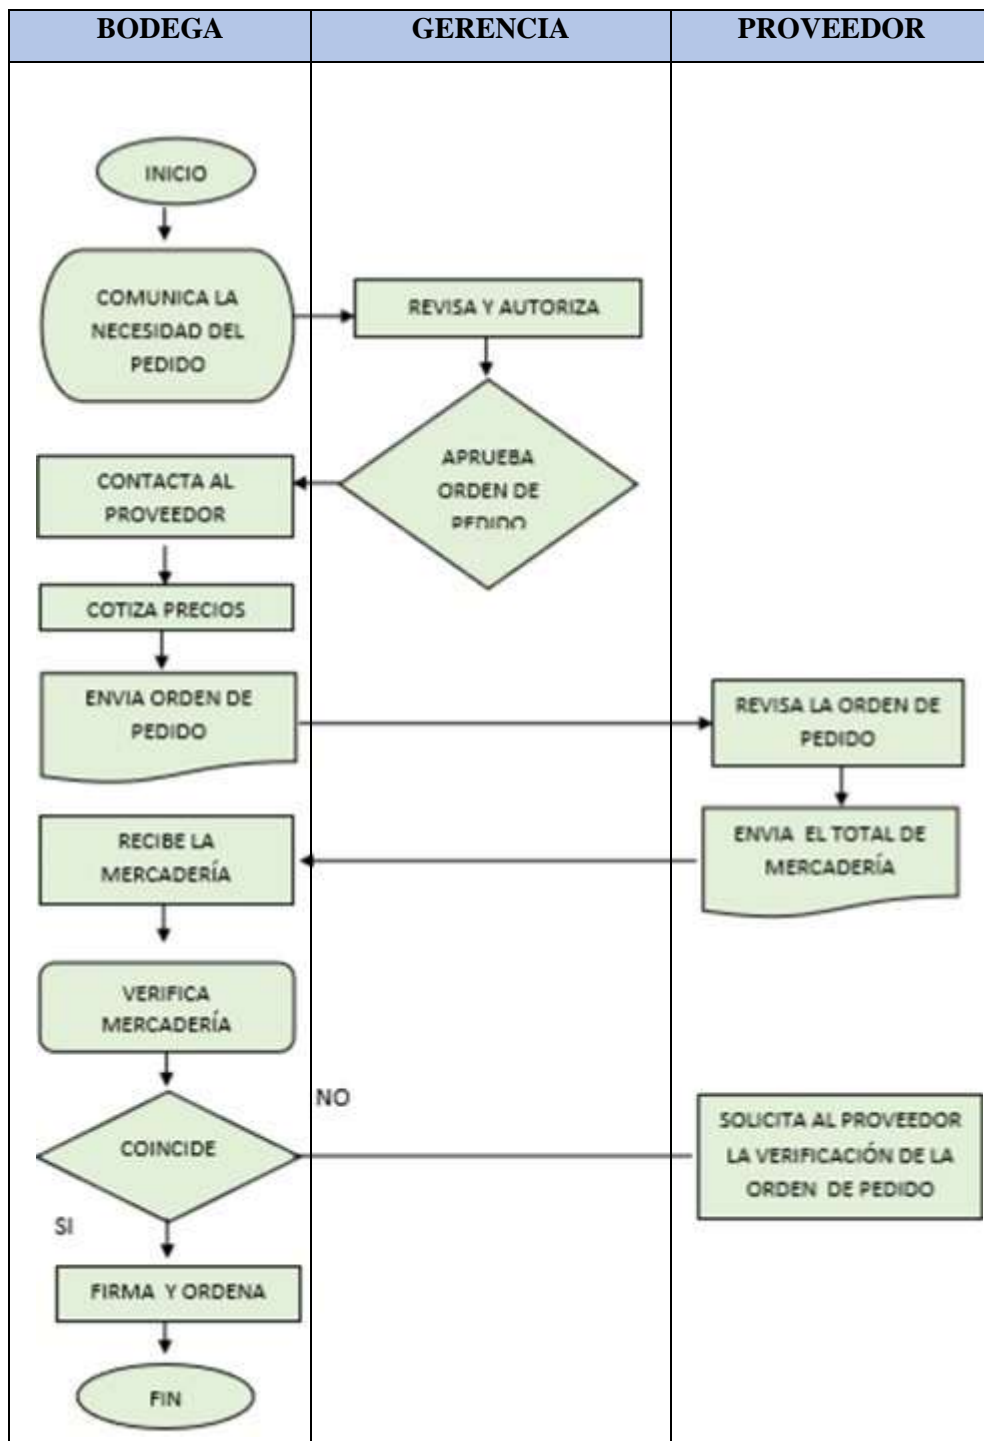 BODEGA
GERENCIA
PROVEEDOR
INICIO
COMUNICA LA
NECESIDAD DEL
PEDIDO
REVISA Y AUTORIZA
APRUEBA
ORDEN DE
PEDIDO
CONTACTA AL
PROVEEDOR
COTIZA PRECIOS
ENVIA ORDEN DE
PEDIDO
REVISA LA ORDEN DE
PEDIDO
ENVIA EL TOTAL DE
MERCADERÍA
RECIBE LA
MERCADERÍA
VERIFICA
MERCADERÍA
COINCIDE
NO
SOLICITA AL PROVEEDOR
LA VERIFICACIÓN DE LA
ORDEN DE PEDIDO
SI
FIRMA Y ORDENA
FIN